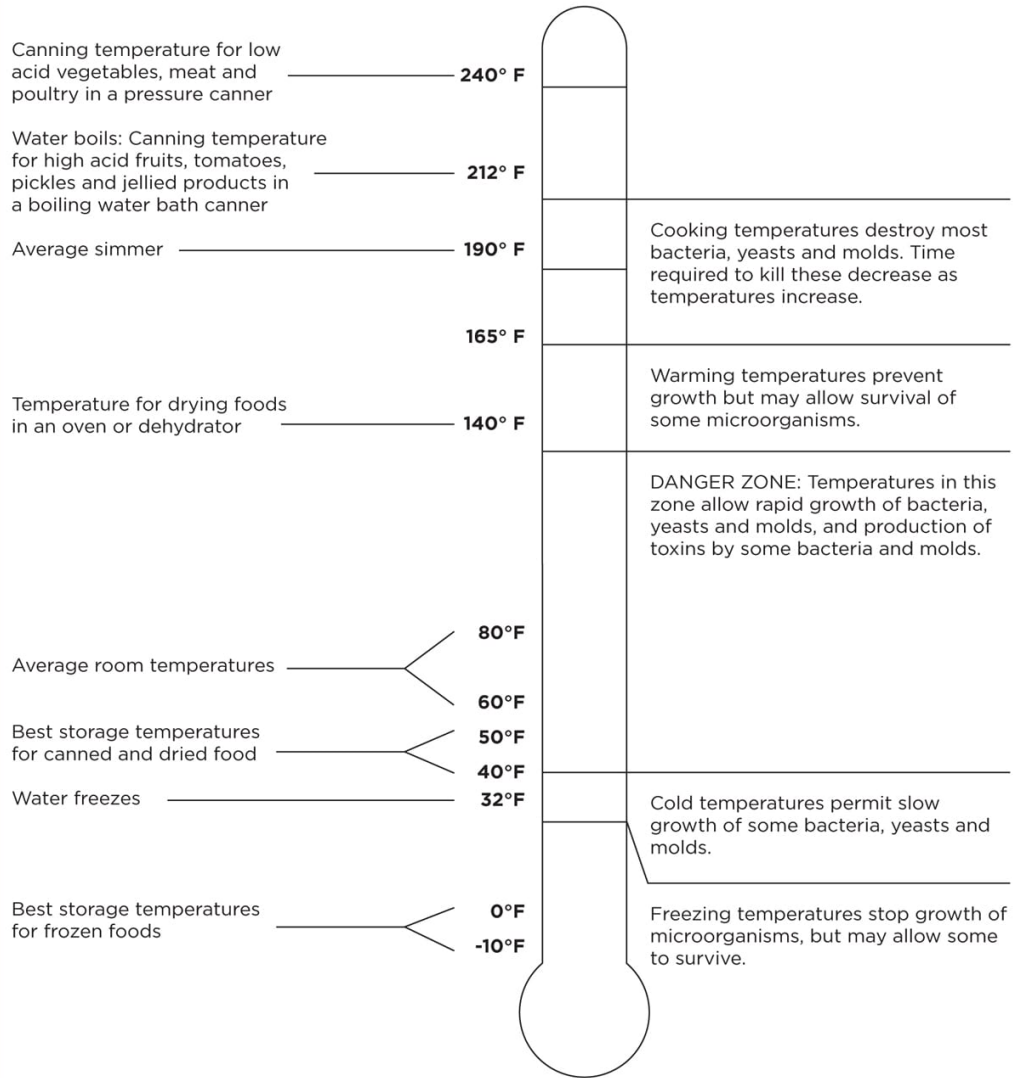 Canning temperature for low
acid vegetables, meat and
poultry in a pressure canner
240° F
Water boils: Canning temperature
for high acid fruits, tomatoes,
pickles and jellied products in
a boiling water bath canner
212° F
Average simmer
190° F
Cooking temperatures destroy most
bacteria, yeasts and molds. Time
required to kill these decrease as
temperatures increase.
165° F
Warming temperatures prevent
growth but may allow survival of
some microorganisms.
Temperature for drying foods
in an oven or dehydrator
140° F
DANGER ZONE: Temperatures in this
zone allow rapid growth of bacteria,
yeasts and molds, and production of
toxins by some bacteria and molds.
80°F
Average room temperatures
60°F
Best storage temperatures
for canned and dried food
50°F
40°F
Water freezes
32°F
Cold temperatures permit slow
growth of some bacteria, yeasts and
molds.
Best storage temperatures
for frozen foods
0°F
-10°F
Freezing temperatures stop growth of
microorganisms, but may allow some
to survive.